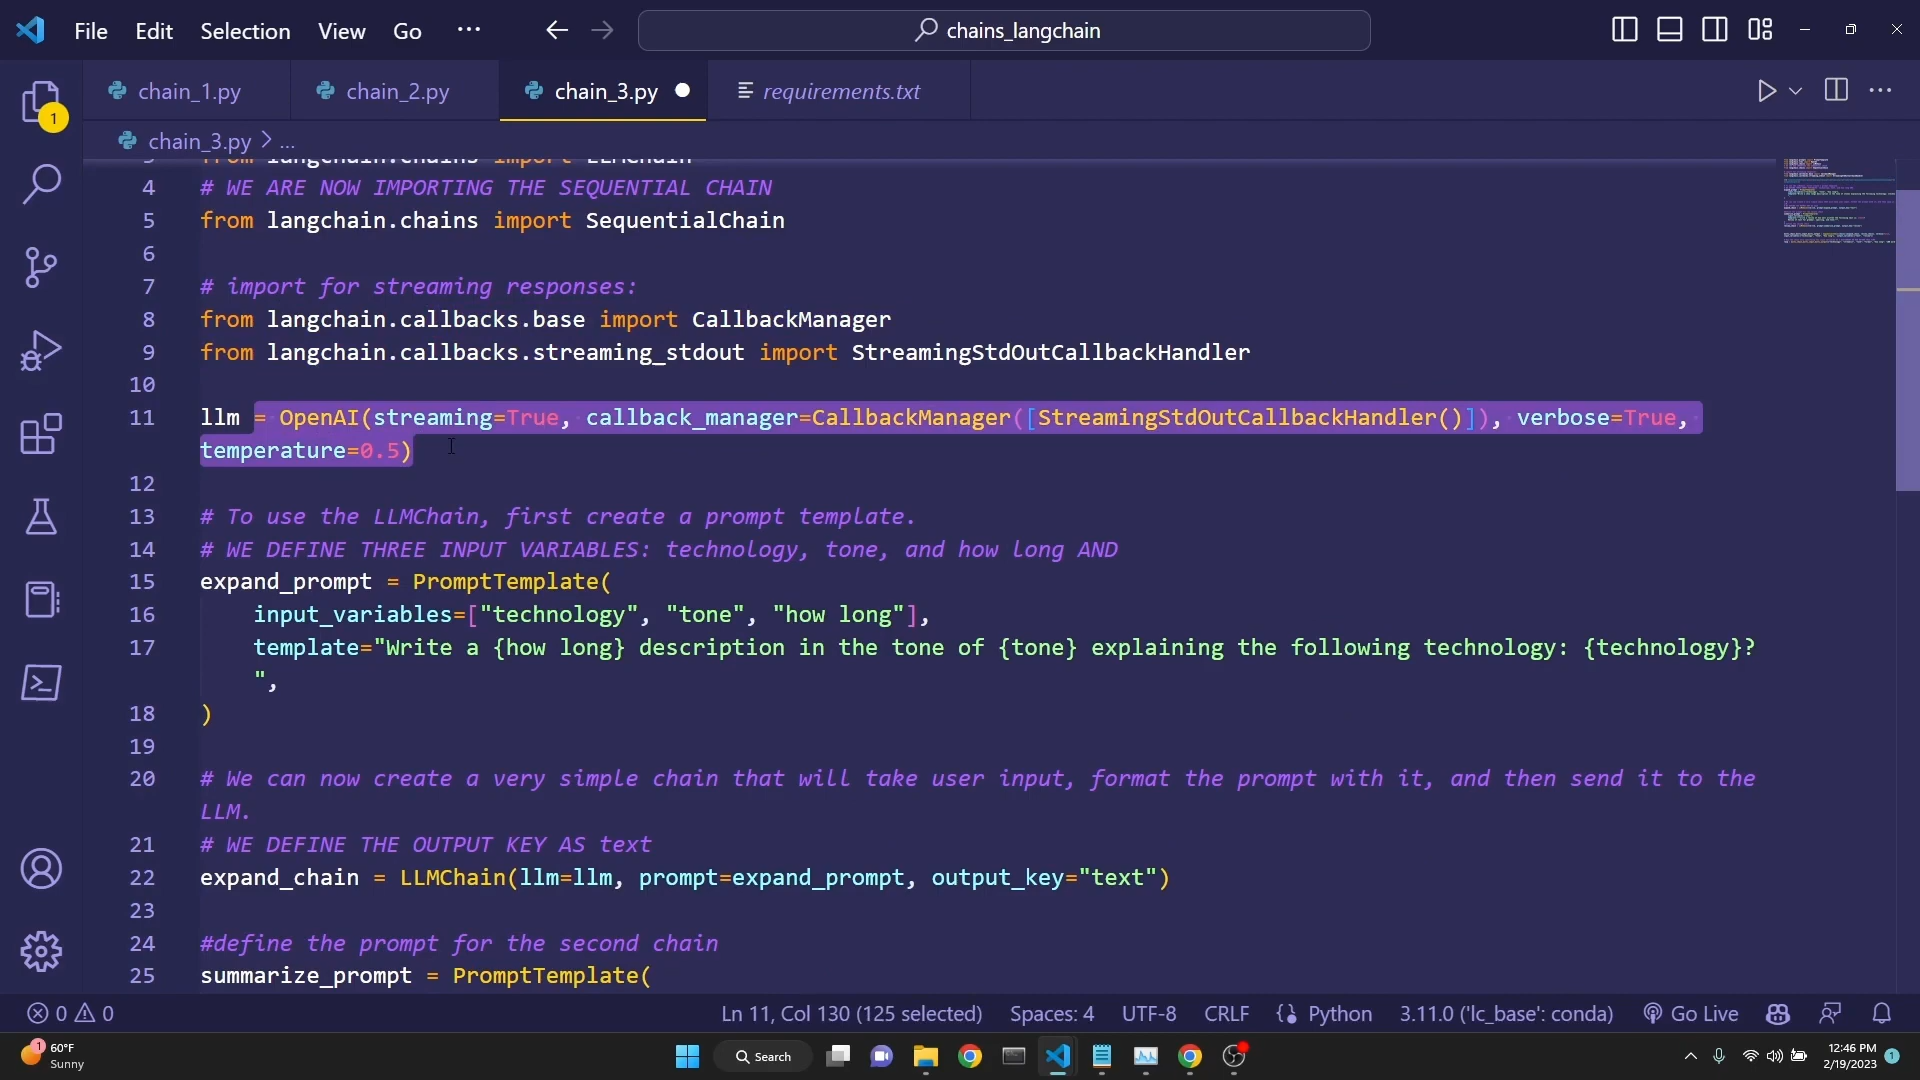 File Edit Selection View Go ··· chains_langchain
1
chain_1.py chain_2.py chain_3.py requirements.txt
chain_3.py > ...
3 from langchain.chains import LLMChain
4 # WE ARE NOW IMPORTING THE SEQUENTIAL CHAIN
5 from langchain.chains import SequentialChain
6
7 # import for streaming responses:
8 from langchain.callbacks.base import CallbackManager
9 from langchain.callbacks.streaming_stdout import StreamingStdOutCallbackHandler
10
11 llm = OpenAI(streaming=True, callback_manager=CallbackManager([StreamingStdOutCallbackHandler()]), verbose=True,
temperature=0.5)
12
13 # To use the LLMChain, first create a prompt template.
14 # WE DEFINE THREE INPUT VARIABLES: technology, tone, and how long AND
15 expand_prompt = PromptTemplate(
16 input_variables=["technology", "tone", "how long"],
17 template="Write a {how long} description in the tone of {tone} explaining the following technology: {technology}?
",
18 )
19
20 # We can now create a very simple chain that will take user input, format the prompt with it, and then send it to the
LLM.
21 # WE DEFINE THE OUTPUT KEY AS text
22 expand_chain = LLMChain(llm=llm, prompt=expand_prompt, output_key="text")
23
24 #define the prompt for the second chain
25 summarize_prompt = PromptTemplate(
0 0 Ln 11, Col 130 (125 selected) Spaces: 4 UTF-8 CRLF Python 3.11.0 ('lc_base': conda) Go Live
1 60°F
Sunny
Search
12:46 PM
2/19/2023
1